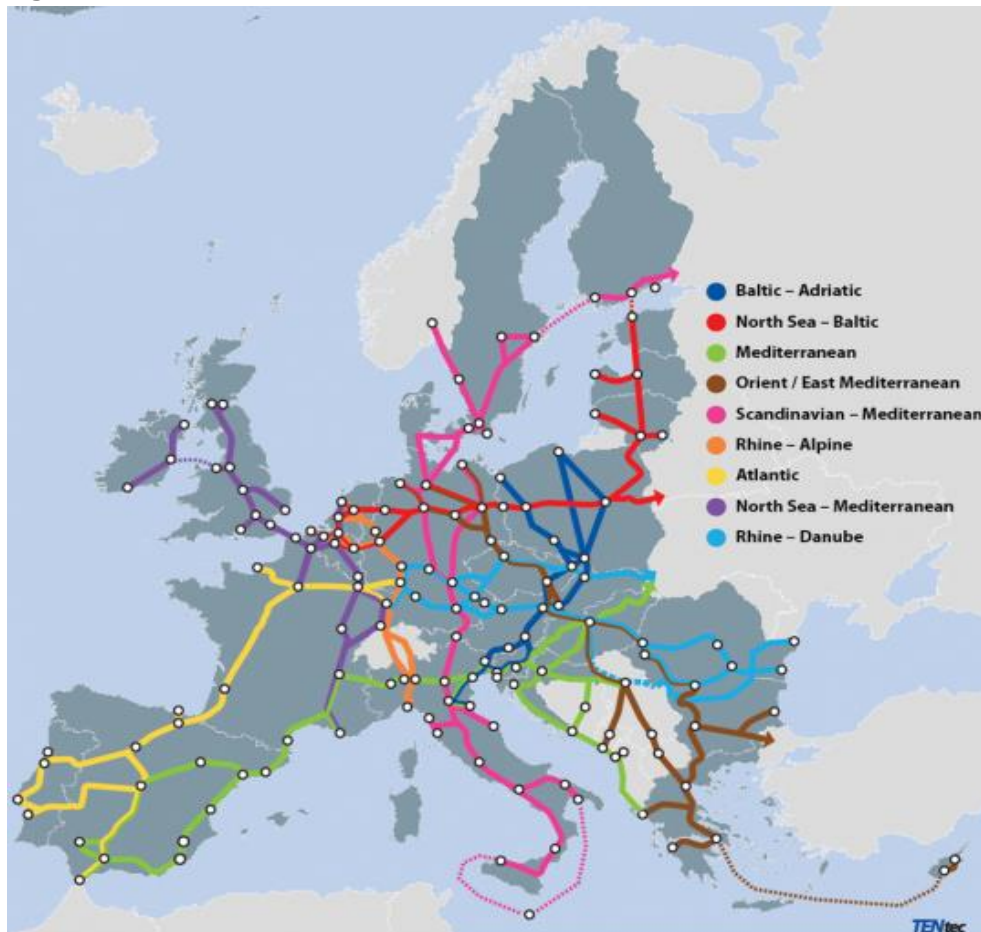 Baltic – Adriatic
North Sea – Baltic
Mediterranean
Orient / East Mediterranean
Scandinavian – Mediterranean
Rhine – Alpine
Atlantic
North Sea – Mediterranean
Rhine – Danube
TENtec